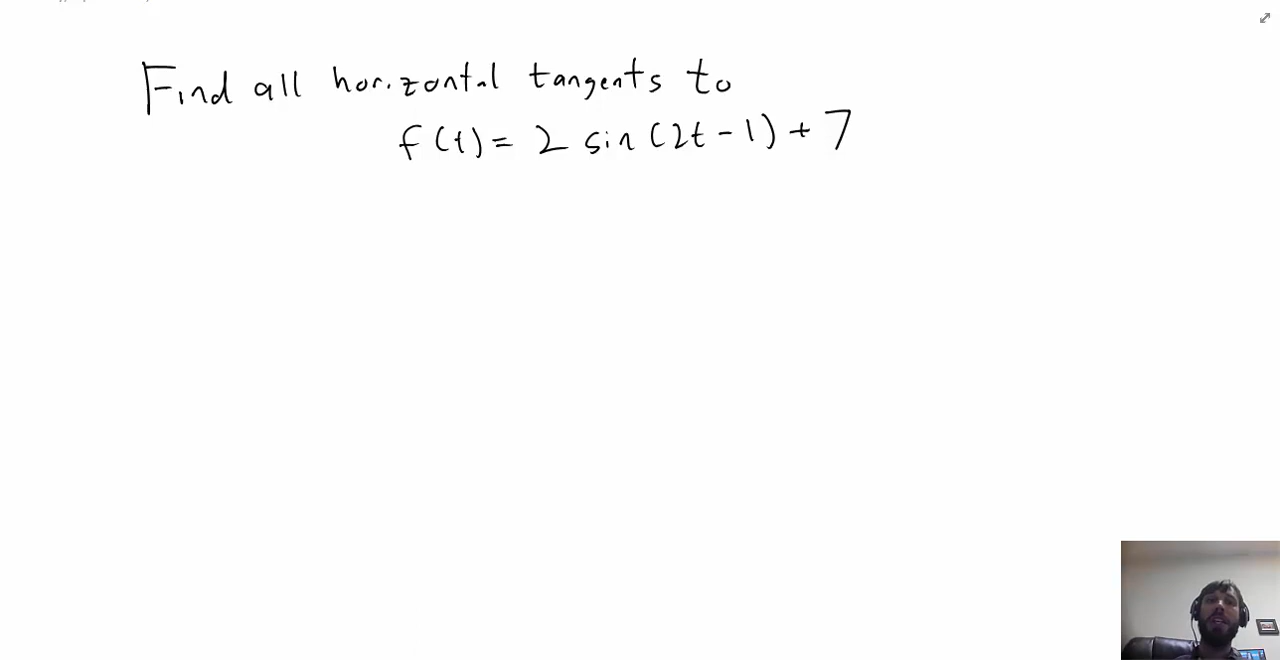 Find all horizontal tangents to
f(t) = 2 sin(2t - 1) + 7